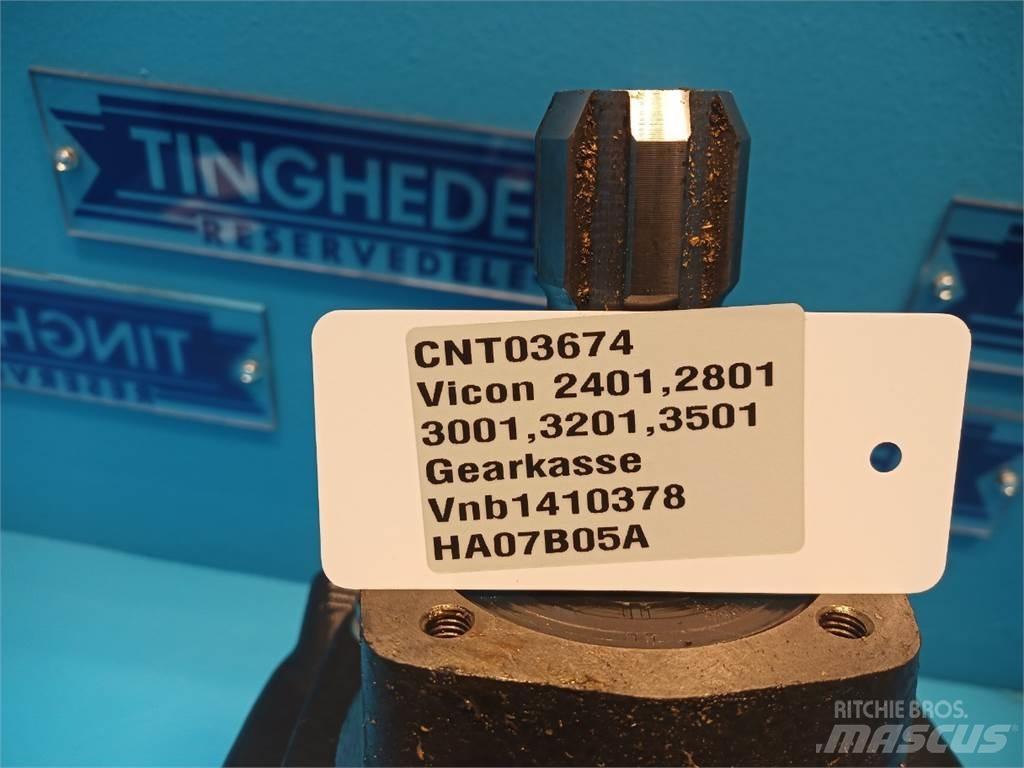 TINGHEDE
RESERVEDELE
TINGH
CNT03674
Vicon 2401,2801
3001,3201,3501
Gearkasse
Vnb1410378
HA07B05A
RITCHIE BROS.
MASCUS